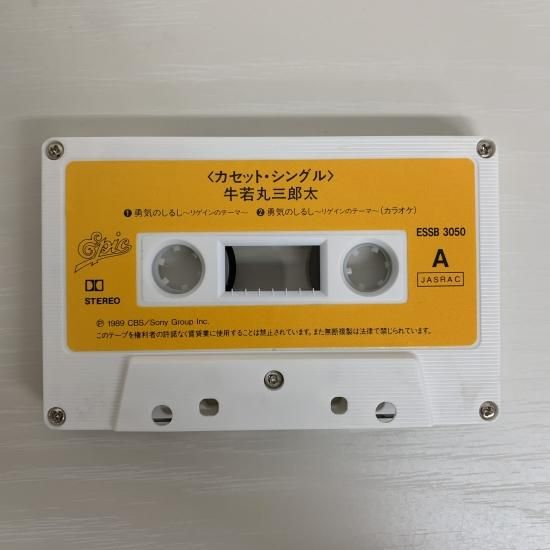 〈カセット・シングル〉
牛若丸三郎太
❶勇気のしるし~リゲインのテーマ~ ❷勇気のしるし~リゲインのテーマ~(カラオケ)
ESSB 3050
Epic
A
JASRAC
STEREO
Ⓟ 1989 CBS/Sony Group Inc.
このテープを権利者の許諾なく賃貸業に使用することは禁止されています。また無断複製は法律で禁じられています。